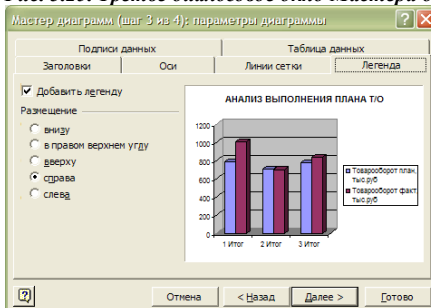 Мастер диаграмм (шаг 3 из 4): параметры диаграммы
Подписи данных
Таблица данных
Заголовки
Оси
Линии сетки
Легенда
Добавить легенду
Размещение
внизу
в правом верхнем углу
вверху
справа
слева
АНАЛИЗ ВЫПОЛНЕНИЯ ПЛАНА Т/О
1200
1000
800
600
400
200
0
1 Итог
2 Итог
3 Итог
Товарооборот план,
тыс.руб
Товарооборот факт,
тыс.руб
Отмена
< Назад
Далее >
Готово